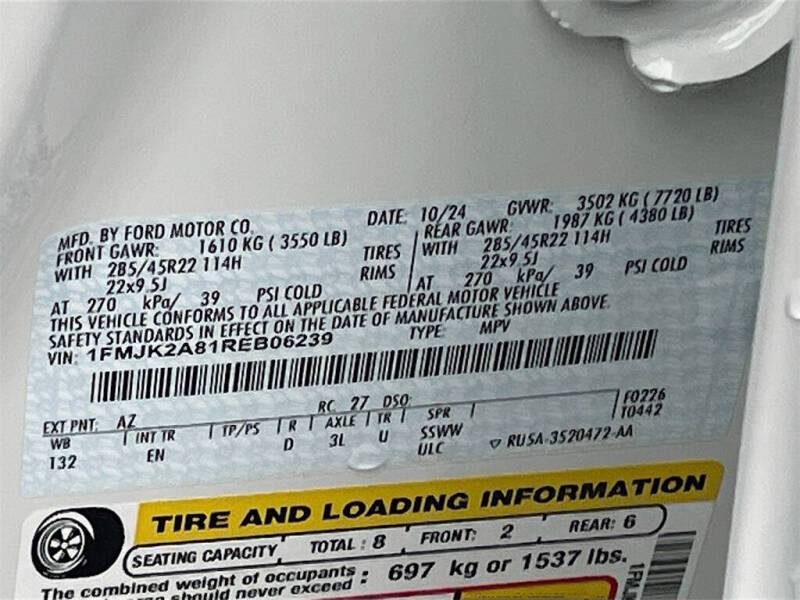 MFD. BY FORD MOTOR CO. DATE: 10/24 GVWR: 3502 KG ( 7720 LB)
FRONT GAWR: 1610 KG ( 3550 LB) REAR GAWR: 1987 KG ( 4380 LB)
WITH 285/45R22 114H TIRES WITH 285/45R22 114H TIRES
22x9.5J RIMS 22x9.5J RIMS
AT 270 kPa/ 39 PSI COLD AT 270 kPa/ 39 PSI COLD
THIS VEHICLE CONFORMS TO ALL APPLICABLE FEDERAL MOTOR VEHICLE
SAFETY STANDARDS IN EFFECT ON THE DATE OF MANUFACTURE SHOWN ABOVE.
VIN: 1FMJK2A81REB06239 TYPE: MPV
EXT PNT: AZ RC: 27 DSO: F0226
WB INT TR TP/PS R AXLE TR SPR T0442
132 EN D 3L U SSWW RUSA-3520472-AA
ULC
TIRE AND LOADING INFORMATION
SEATING CAPACITY TOTAL : 8 FRONT: 2 REAR: 6
The combined weight of occupants : 697 kg or 1537 lbs.
should never exceed